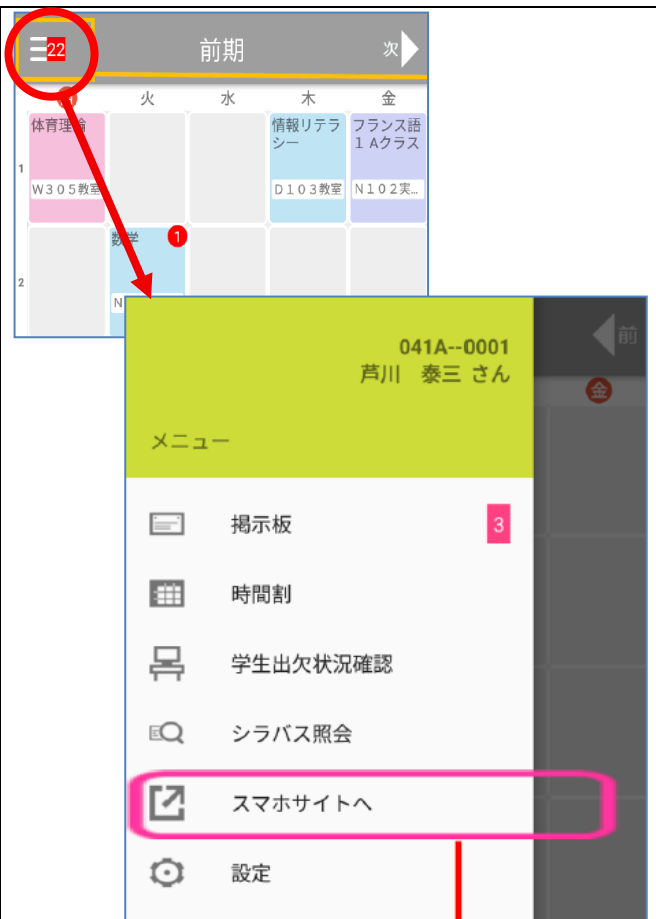 22
前期
次
火
水
木
金
体育理論
情報リテラ
シー
フランス語
１Aクラス
1
W３０５教室
D１０３教室
N１０２実…
数学
1
2
N
前
041A--0001
芦川　泰三 さん
金
メニュー
掲示板
3
時間割
学生出欠状況確認
シラバス照会
スマホサイトへ
設定